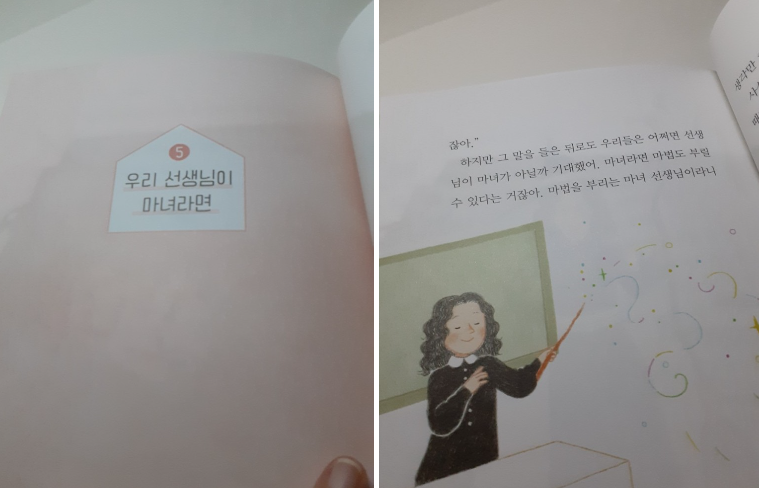 5
우리 선생님이
마녀라면
잖아.”
하지만 그 말을 들은 뒤로도 우리들은 어쩌면 선생
님이 마녀가 아닐까 기대했어. 마녀라면 마법도 부릴
수 있다는 거잖아. 마법을 부리는 마녀 선생님이라니
생각만